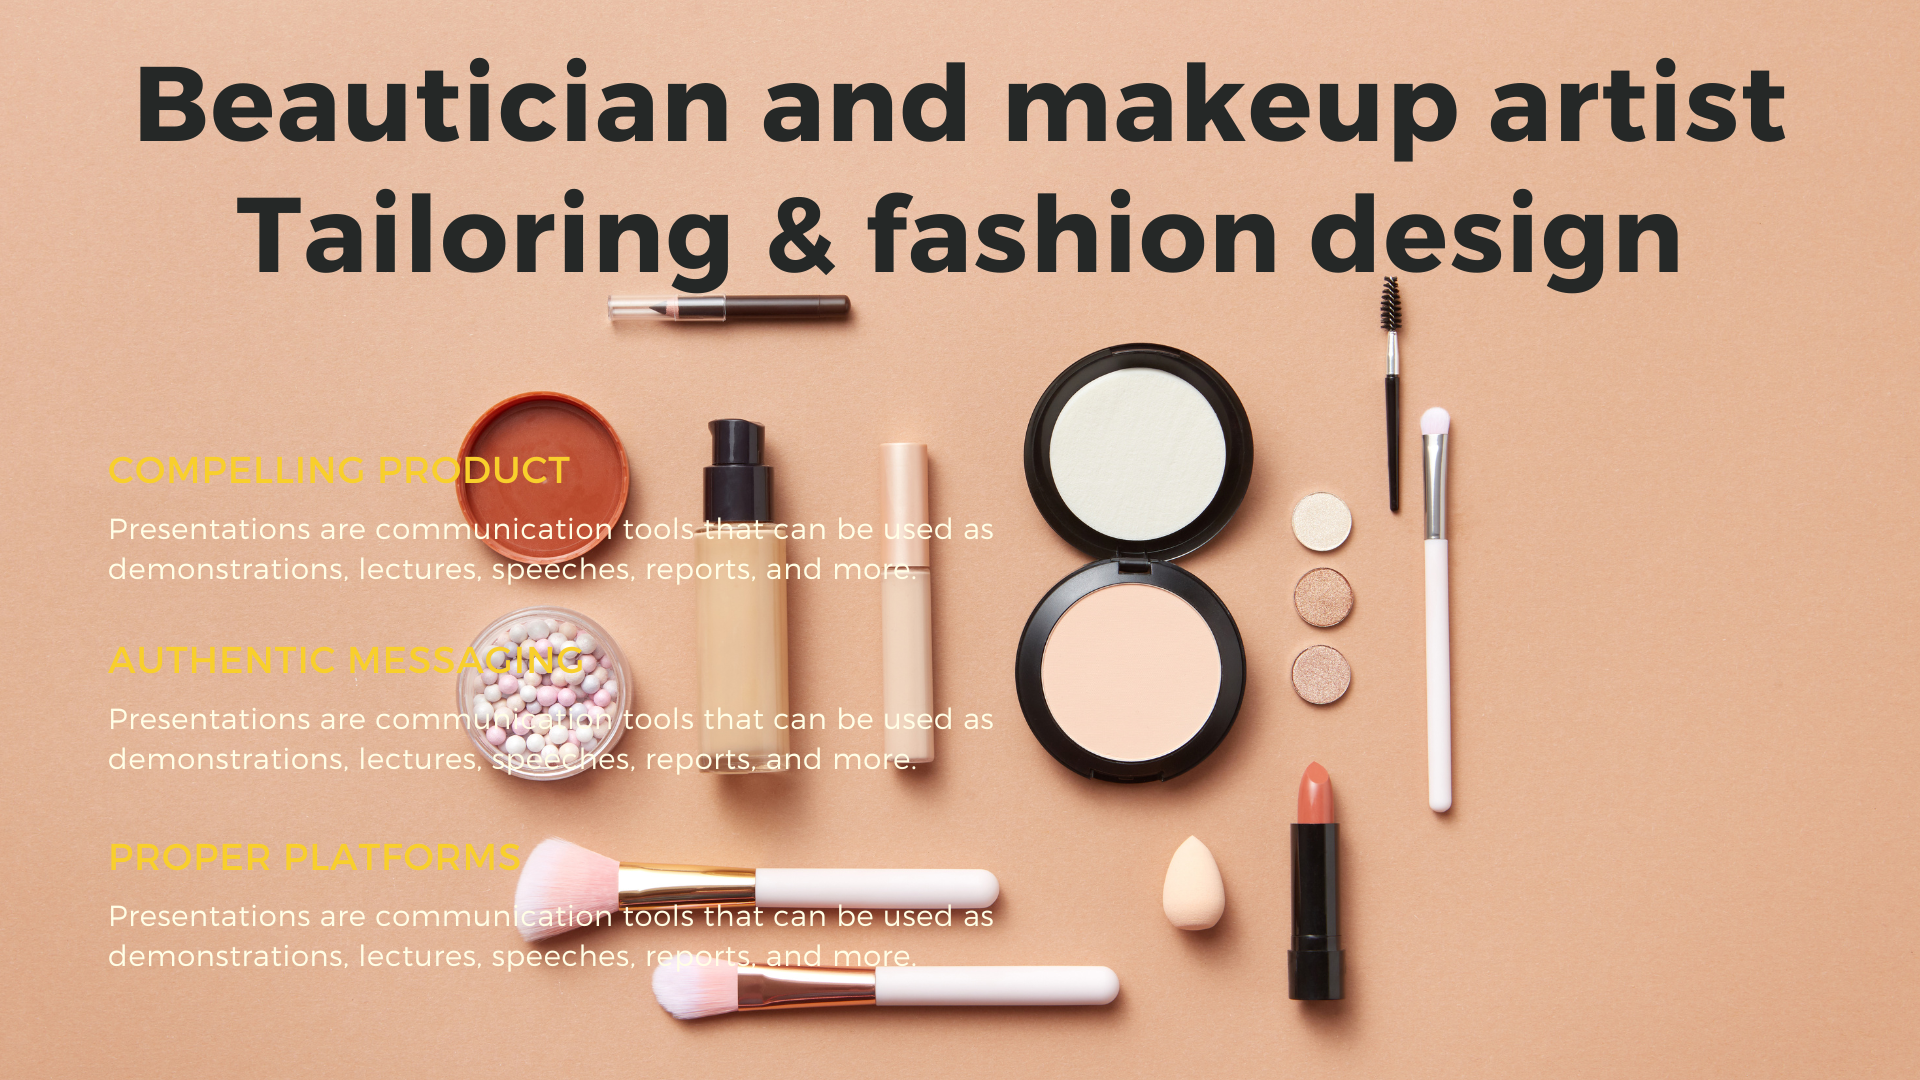 Beautician and makeup artist
Tailoring & fashion design
COMPELLING PRODUCT
Presentations are communication tools that can be used as
demonstrations, lectures, speeches, reports, and more.
AUTHENTIC MESSAGING
Presentations are communication tools that can be used as
demonstrations, lectures, speeches, reports, and more.
PROPER PLATFORMS
Presentations are communication tools that can be used as
demonstrations, lectures, speeches, reports, and more.